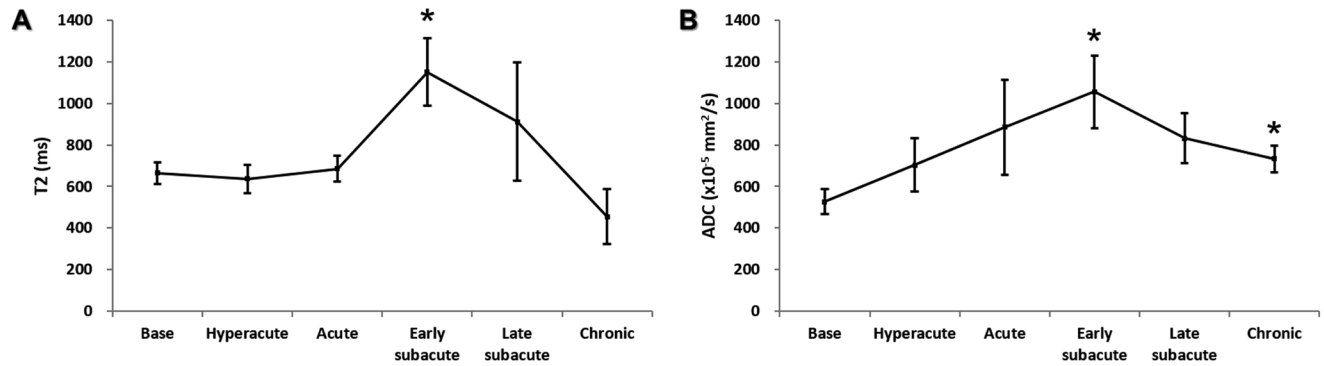 A
T2 (ms)
1400
1200
1000
800
600
400
200
0
*
Base
Hyperacute
Acute
Early
subacute
Late
subacute
Chronic
B
ADC (x10⁻⁵ mm²/s)
1400
1200
1000
800
600
400
200
0
*
*
Base
Hyperacute
Acute
Early
subacute
Late
subacute
Chronic